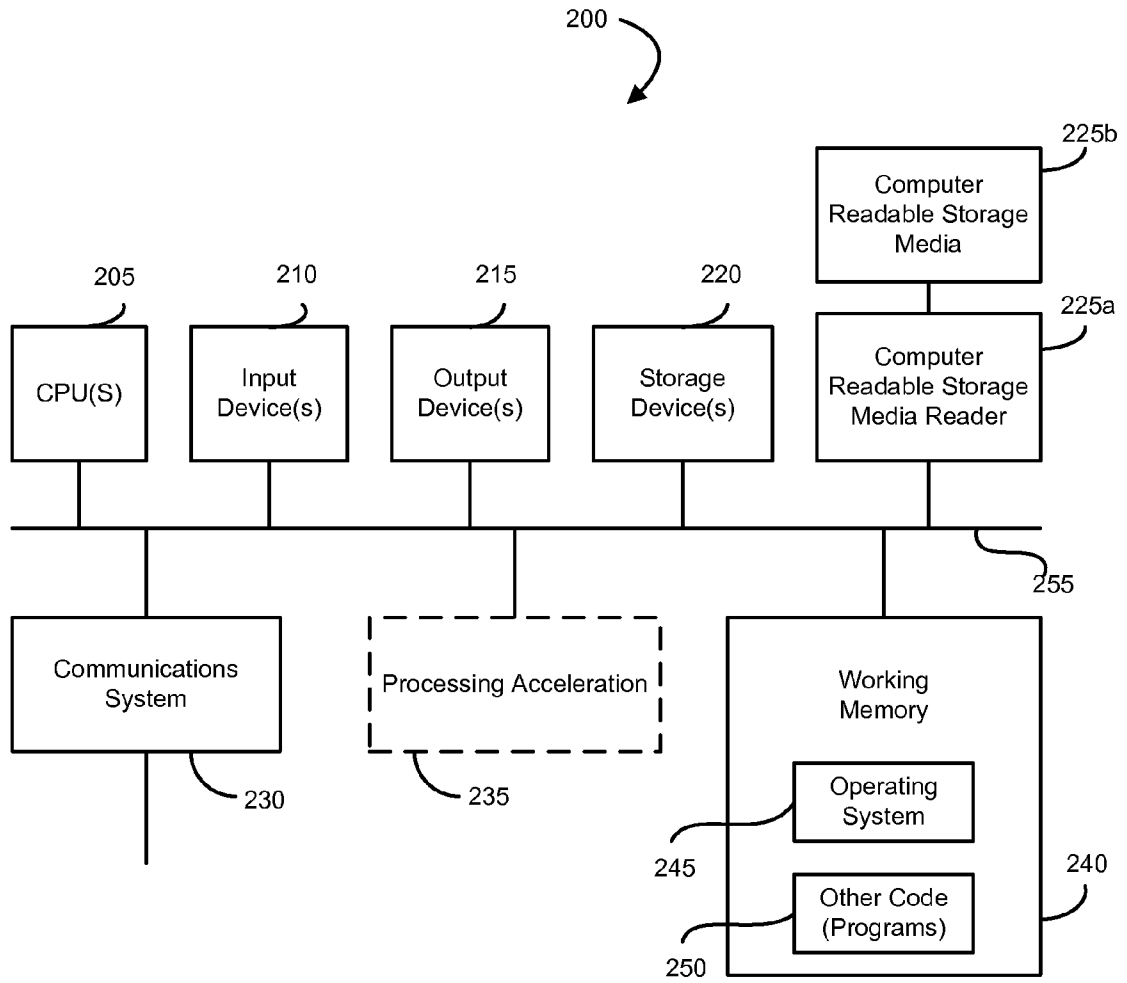 200
225b
Computer
Readable Storage
Media
205
210
215
220
225a
CPU(S)
Input
Device(s)
Output
Device(s)
Storage
Device(s)
Computer
Readable Storage
Media Reader
255
Communications
System
Processing Acceleration
Working
Memory
230
235
Operating
System
245
240
Other Code
(Programs)
250